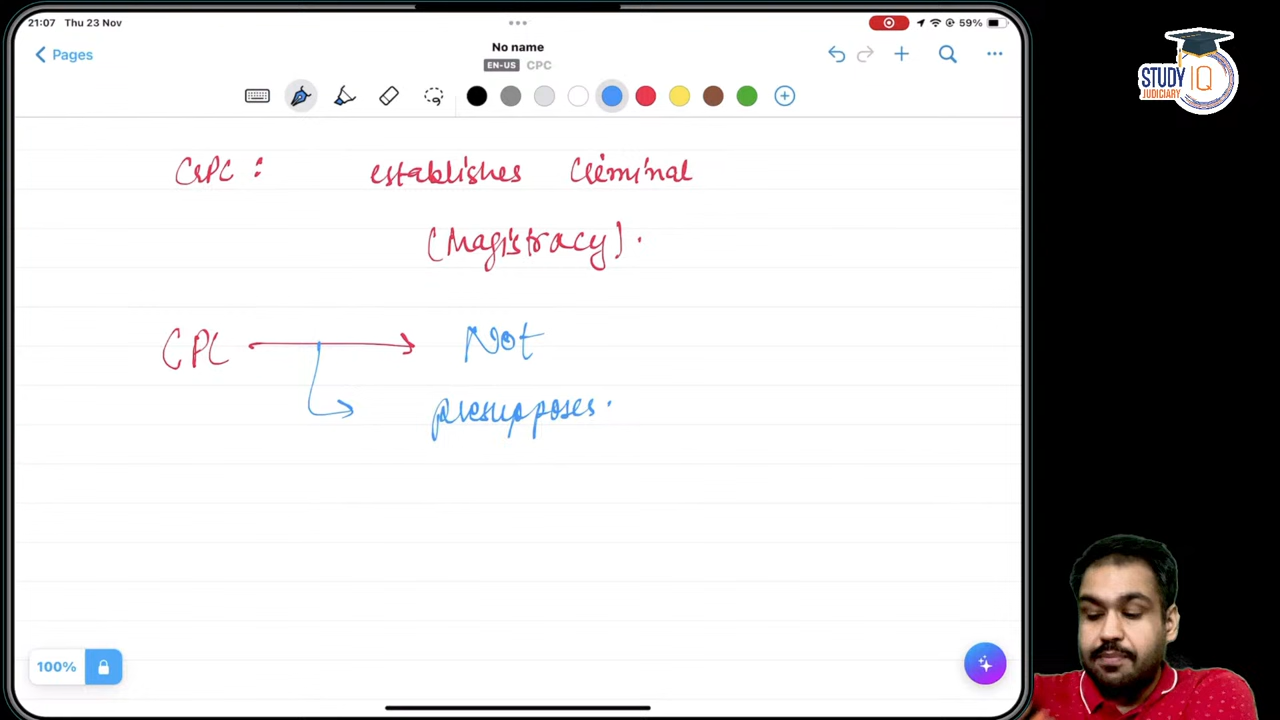 21:07 Thu 23 Nov
59%
Pages
No name
EN-US CPC
STUDY IQ
JUDICIARY
CrPC : establishes Criminal
(Magistracy).
CPC → Not
presupposes.
100%